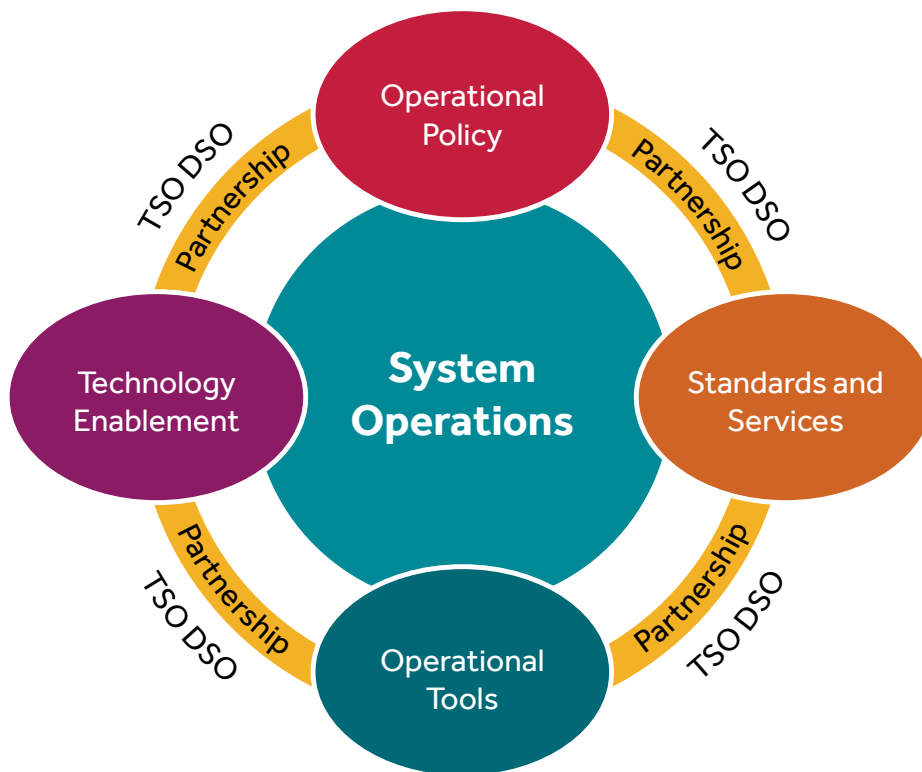 Operational
Policy
TSO DSO
Partnership
TSO DSO
Partnership
Technology
Enablement
System
Operations
Standards and
Services
Partnership
TSO DSO
Partnership
TSO DSO
Operational
Tools